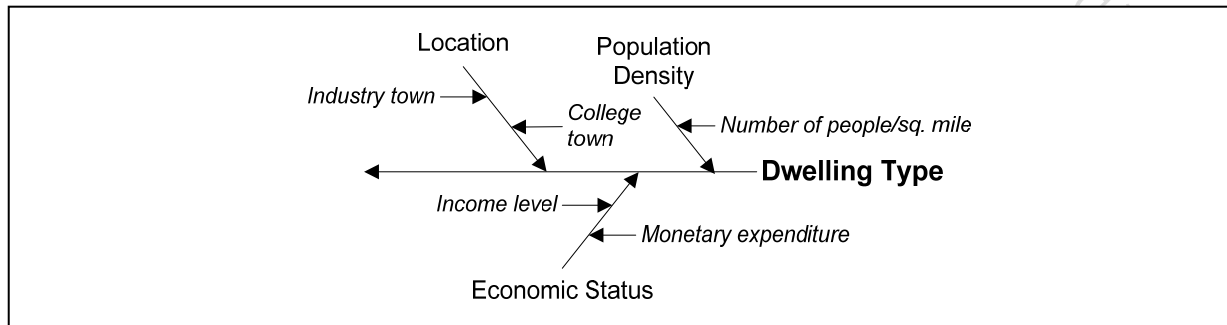 Location
Population
Density
Industry town
College
town
Number of people/sq. mile
Dwelling Type
Income level
Monetary expenditure
Economic Status